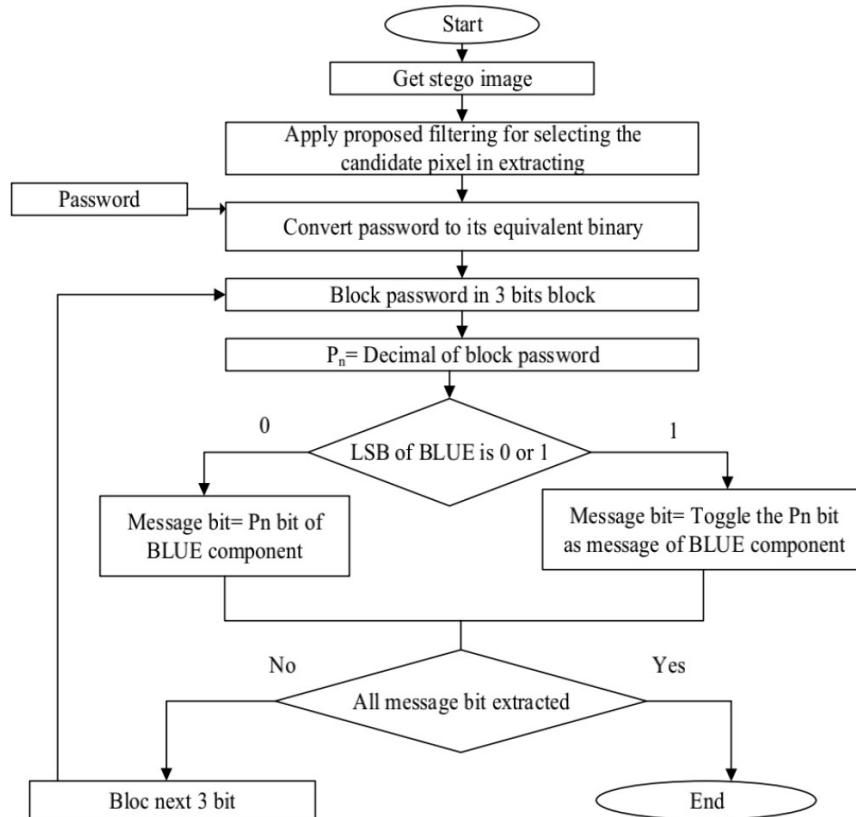 Start
Get stego image
Apply proposed filtering for selecting the
candidate pixel in extracting
Password
Convert password to its equivalent binary
Block password in 3 bits block
Pn= Decimal of block password
0
LSB of BLUE is 0 or 1
1
Message bit= Pn bit of
BLUE component
Message bit= Toggle the Pn bit
as message of BLUE component
No
Yes
All message bit extracted
Bloc next 3 bit
End